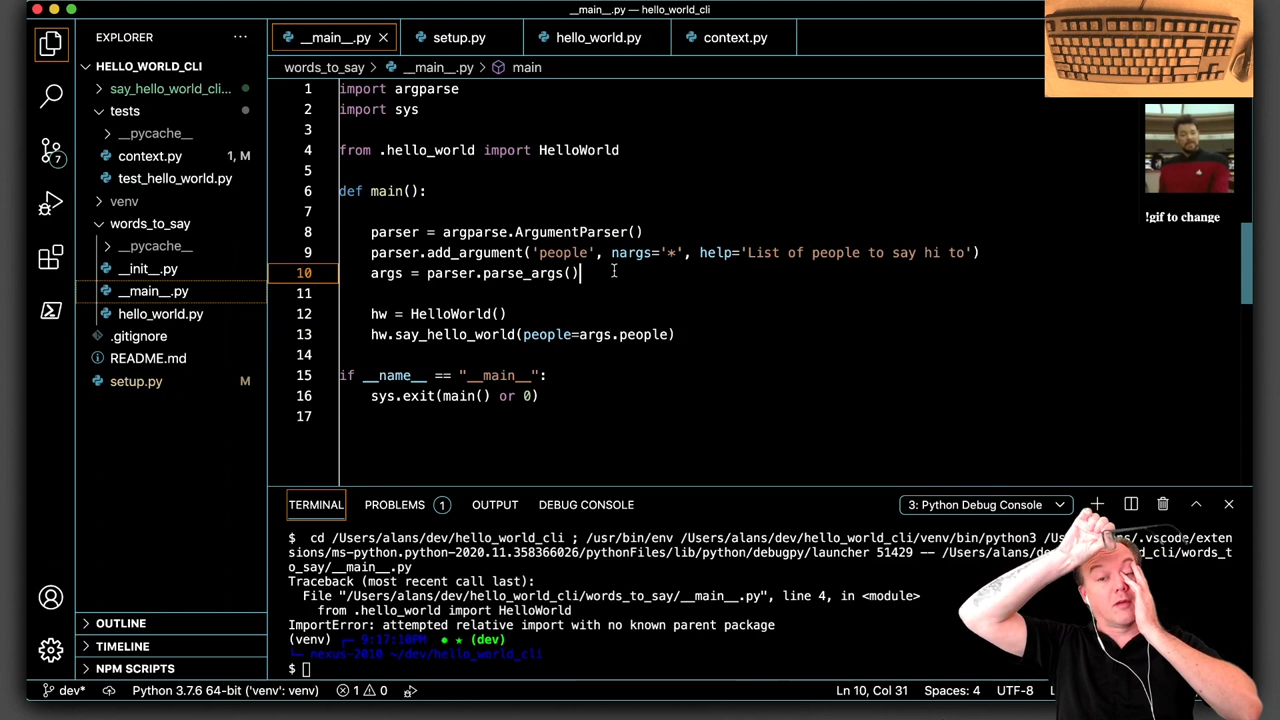 __main__.py — hello_world_cli
EXPLORER
HELLO_WORLD_CLI
say_hello_world_cli...
tests
__pycache__
context.py 1, M
test_hello_world.py
venv
words_to_say
__pycache__
__init__.py
__main__.py
hello_world.py
.gitignore
README.md
setup.py M
OUTLINE
TIMELINE
NPM SCRIPTS
7
__main__.py
setup.py
hello_world.py
context.py
words_to_say > __main__.py > main
1 import argparse
2 import sys
3
4 from .hello_world import HelloWorld
5
6 def main():
7
8 parser = argparse.ArgumentParser()
9 parser.add_argument('people', nargs='*', help='List of people to say hi to')
10 args = parser.parse_args()
11
12 hw = HelloWorld()
13 hw.say_hello_world(people=args.people)
14
15 if __name__ == "__main__":
16 sys.exit(main() or 0)
17
!gif to change
TERMINAL PROBLEMS 1 OUTPUT DEBUG CONSOLE 3: Python Debug Console
$ cd /Users/alans/dev/hello_world_cli ; /usr/bin/env /Users/alans/dev/hello_world_cli/venv/bin/python3 /Users/alans/.vscode/exten
sions/ms-python.python-2020.11.358366026/pythonFiles/lib/python/debugpy/launcher 51429 -- /Users/alans/dev/ cli/words_t
o_say/__main__.py
Traceback (most recent call last):
File "/Users/alans/dev/hello_world_cli/words_to_say/__main__.py", line 4, in <module>
from .hello_world import HelloWorld
ImportError: attempted relative import with no known parent package
(venv) 9:17:10PM ● ★ (dev)
nexus-2010 ~/dev/hello_world_cli
$
dev* Python 3.7.6 64-bit ('venv': venv) 1 0 Ln 10, Col 31 Spaces: 4 UTF-8